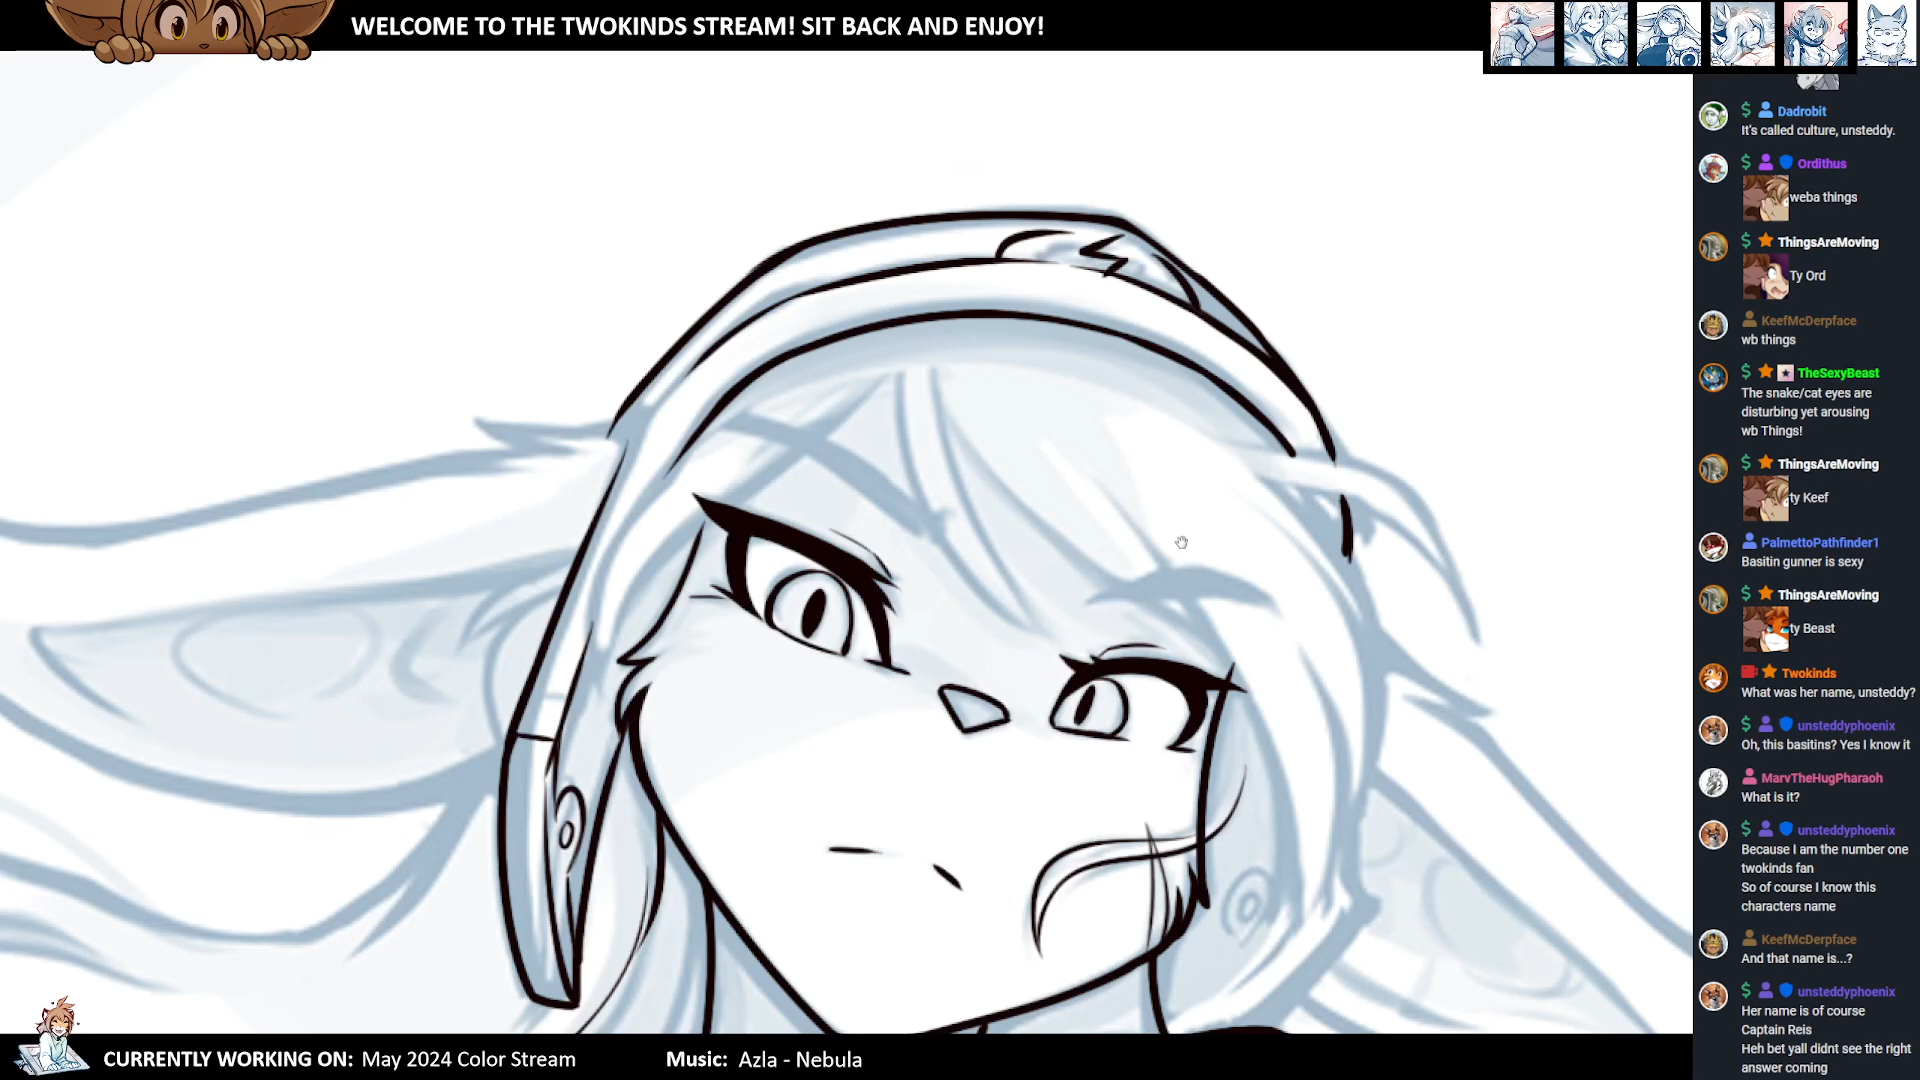 WELCOME TO THE TWOKINDS STREAM! SIT BACK AND ENJOY!
Dadrobit
It's called culture, unsteddy.
Ordithus
weba things
ThingsAreMoving
Ty Ord
KeefMcDerpface
wb things
TheSexyBeast
The snake/cat eyes are
disturbing yet arousing
wb Things!
ThingsAreMoving
ty Keef
PalmettoPathfinder1
Basitin gunner is sexy
ThingsAreMoving
ty Beast
Twokinds
What was her name, unsteddy?
unsteddyphoenix
Oh, this basitins? Yes I know it
MarvTheHugPharaoh
What is it?
unsteddyphoenix
Because I am the number one
twokinds fan
So of course I know this
characters name
KeefMcDerpface
And that name is...?
unsteddyphoenix
Her name is of course
Captain Reis
Heh bet yall didnt see the right
answer coming
CURRENTLY WORKING ON: May 2024 Color Stream
Music: Azla - Nebula